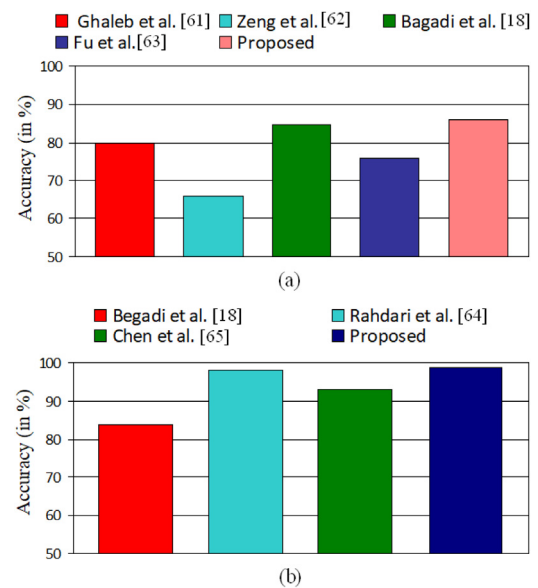 Ghaleb et al. [61] Zeng et al. [62] Bagadi et al. [18]
Fu et al.[63] Proposed
100
90
80
70
60
50
Accuracy (in %)
(a)
Begadi et al. [18] Rahdari et al. [64]
Chen et al. [65] Proposed
100
90
80
70
60
50
Accuracy (in %)
(b)